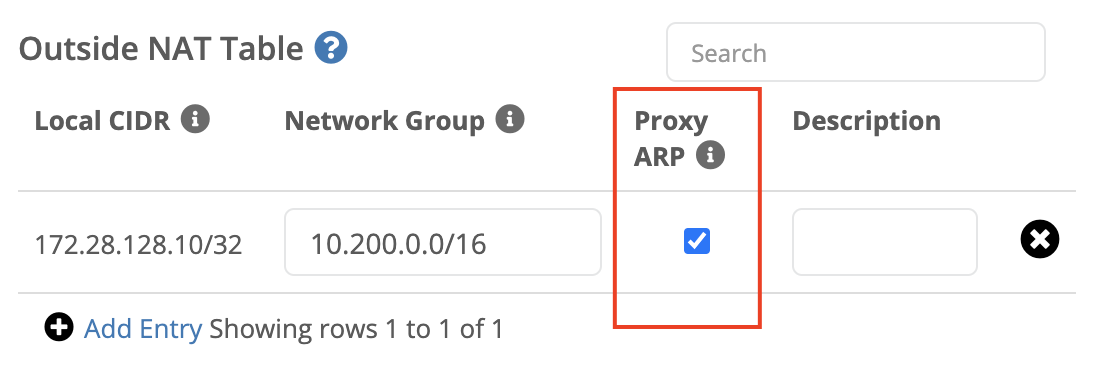 Outside NAT Table ?
Search
Local CIDR i
Network Group i
Proxy
ARP i
Description
172.28.128.10/32
10.200.0.0/16
Add Entry Showing rows 1 to 1 of 1